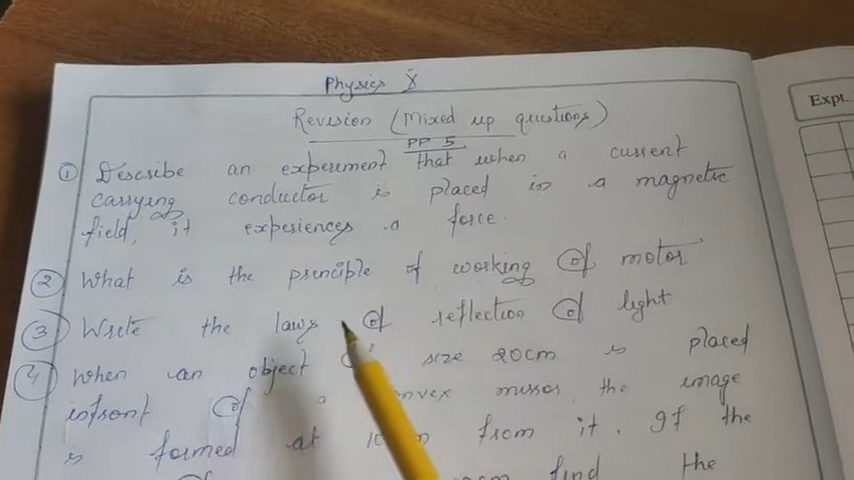 Physics X
Revision (Mixed up questions)
PP 5
Expt.
① Describe an experiment that when a current
carrying conductor is placed in a magnetic
field, it experiences a force.
② What is the principle of working of motor
③ Write the laws of reflection of light
④ When an object of size 20cm is placed
infront of a convex mirror, the image
is formed at from it. If the
find the